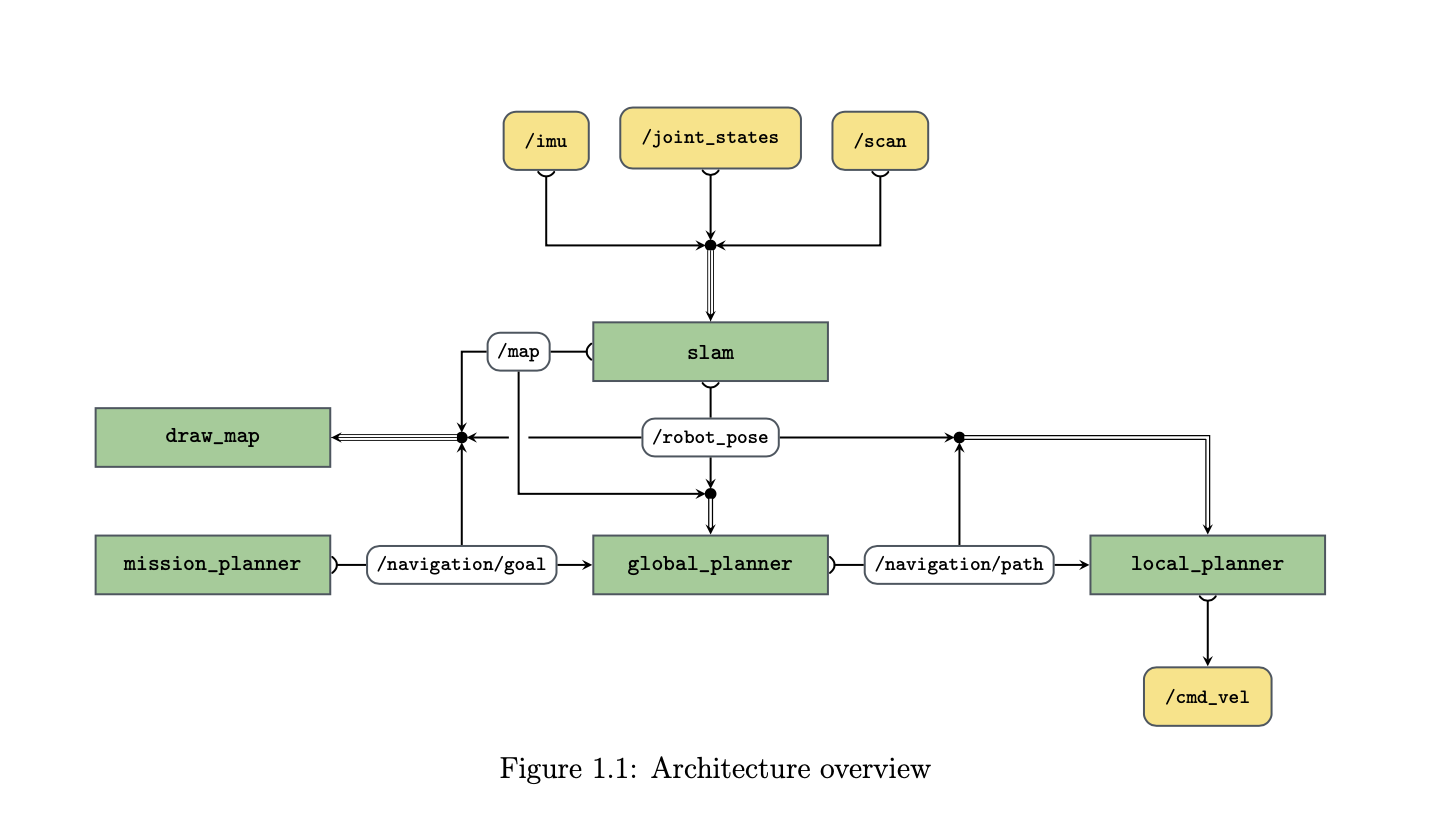 /imu
/joint_states
/scan
/map
slam
draw_map
/robot_pose
mission_planner
/navigation/goal
global_planner
/navigation/path
local_planner
/cmd_vel
Figure 1.1: Architecture overview